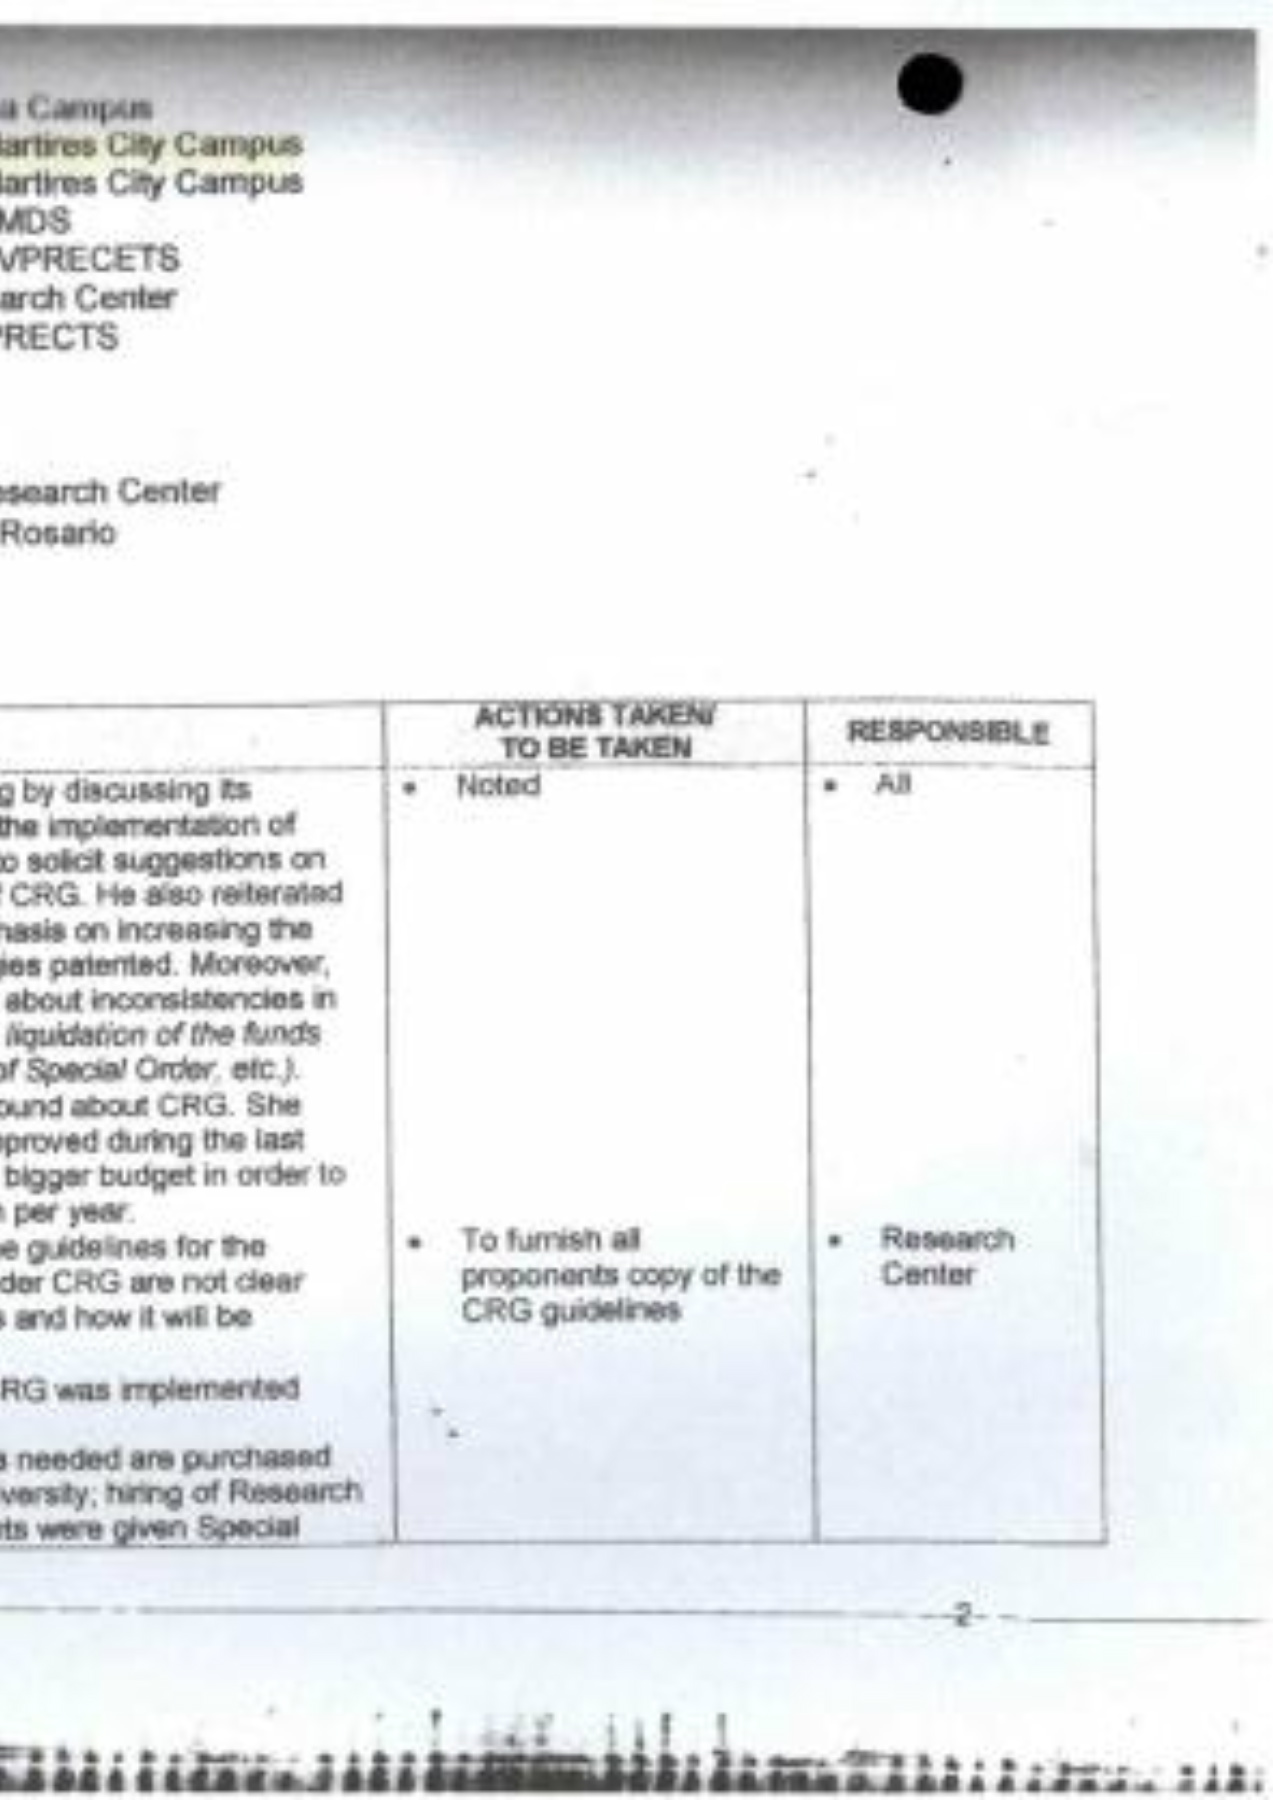 a Campus
lartires City Campus
lartires City Campus
MDS
VPRECETS
arch Center
PRECTS
esearch Center
Rosario
ACTIONS TAKEN/
TO BE TAKEN
RESPONSIBLE
g by discussing its
the implementation of
to solicit suggestions on
f CRG. He also reiterated
hasis on increasing the
gies patented. Moreover,
about inconsistencies in
liquidation of the funds
of Special Order, etc.).
ound about CRG. She
pproved during the last
bigger budget in order to
n per year.
e guidelines for the
der CRG are not clear
s and how it will be
RG was implemented
s needed are purchased
versity; hiring of Research
rts were given Special
• Noted
• To furnish all
proponents copy of the
CRG guidelines
• All
• Research
Center
2